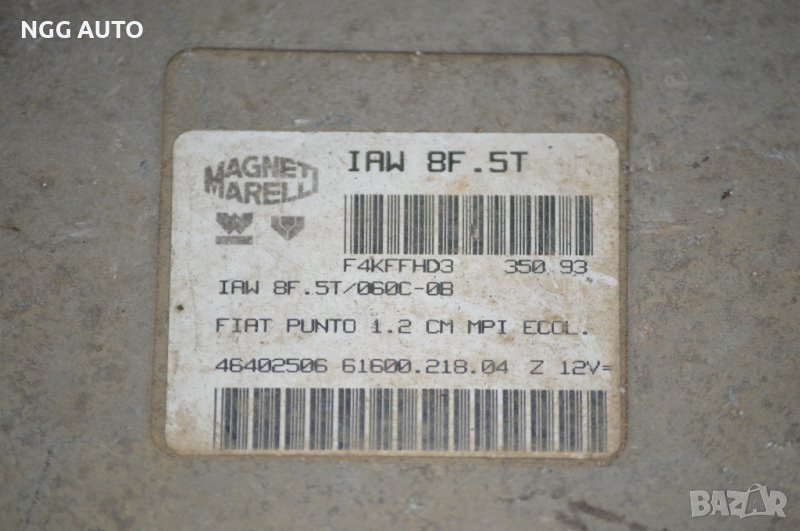 NGG AUTO
MAGNETI
MARELLI
IAW 8F.5T
F4KFFHD3 350 93
IAW 8F.5T/060C-0B
FIAT PUNTO 1.2 CM MPI ECOL.
46402506 61600.218.04 Z 12V=
BAZAR